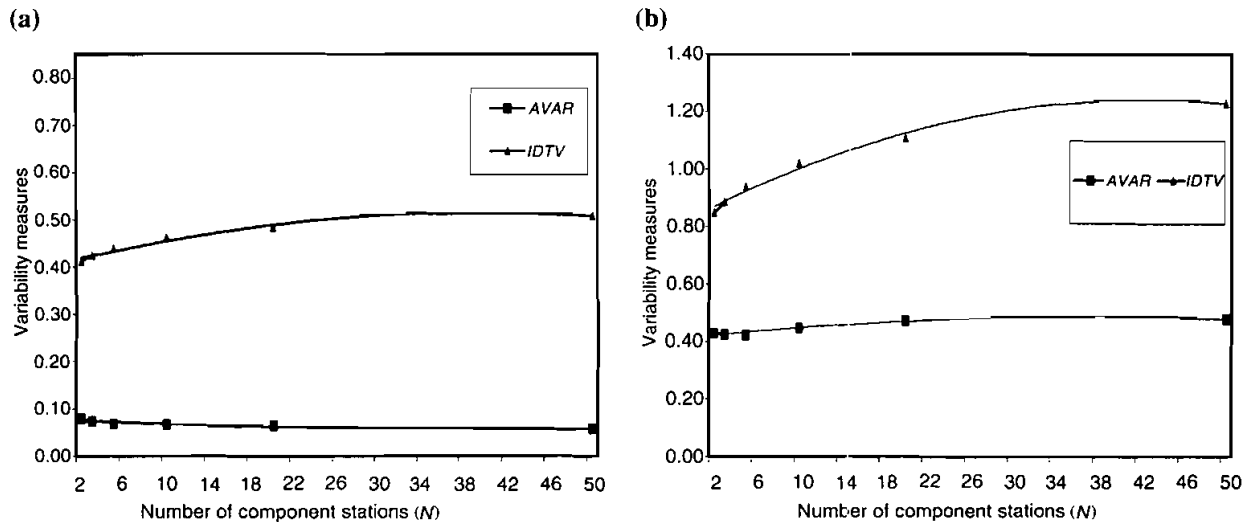 (a)
Variability measures
0.80
0.70
0.60
0.50
0.40
0.30
0.20
0.10
0.00
AVAR
IDTV
2 6 10 14 18 22 26 30 34 38 42 46 50
Number of component stations (N)
(b)
Variability measures
1.40
1.20
1.00
0.80
0.60
0.40
0.20
0.00
AVAR IDTV
2 6 10 14 18 22 26 30 34 38 42 46 50
Number of component stations (N)